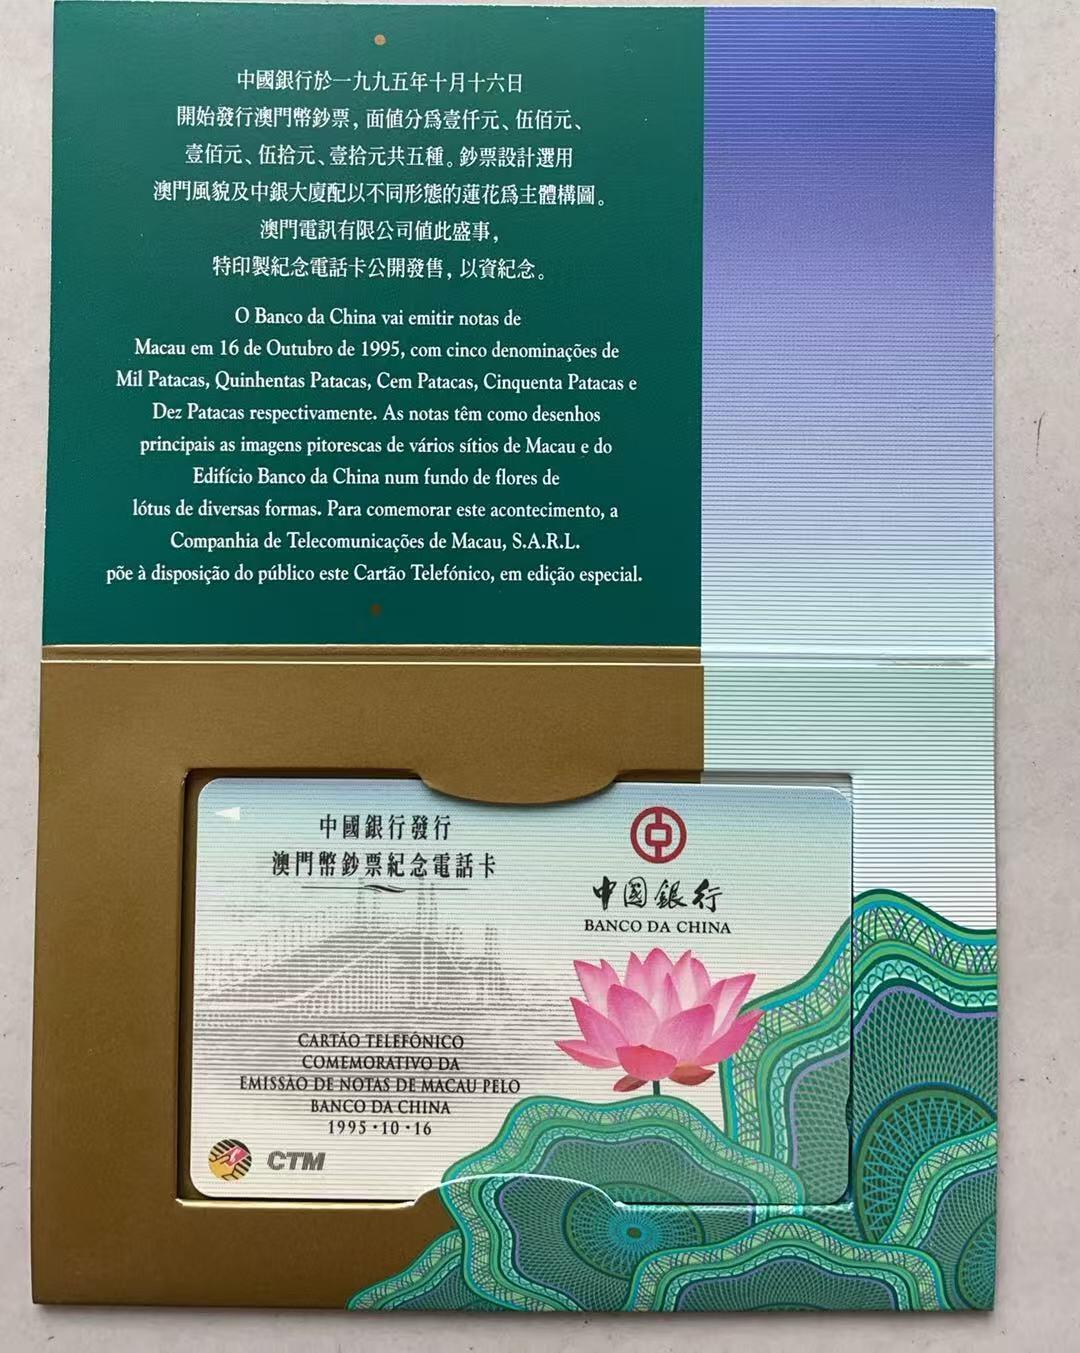 中國銀行於一九九五年十月十六日
開始發行澳門幣鈔票，面値分爲壹仟元、伍佰元、
壹佰元、伍拾元、壹拾元共五種。鈔票設計選用
澳門風貌及中銀大廈配以不同形態的蓮花爲主體構圖。
澳門電訊有限公司値此盛事，
特印製紀念電話卡公開發售，以資紀念。
O Banco da China vai emitir notas de
Macau em 16 de Outubro de 1995, com cinco denominações de
Mil Patacas, Quinhentas Patacas, Cem Patacas, Cinquenta Patacas e
Dez Patacas respectivamente. As notas têm como desenhos
principais as imagens pitorescas de vários sítios de Macau e do
Edifício Banco da China num fundo de flores de
lótus de diversas formas. Para comemorar este acontecimento, a
Companhia de Telecomunicações de Macau, S.A.R.L.
põe à disposição do público este Cartão Telefónico, em edição especial.
中國銀行發行
澳門幣鈔票紀念電話卡
中国銀行
BANCO DA CHINA
CARTÃO TELEFÓNICO
COMEMORATIVO DA
EMISSÃO DE NOTAS DE MACAU PELO
BANCO DA CHINA
1995·10·16
CTM